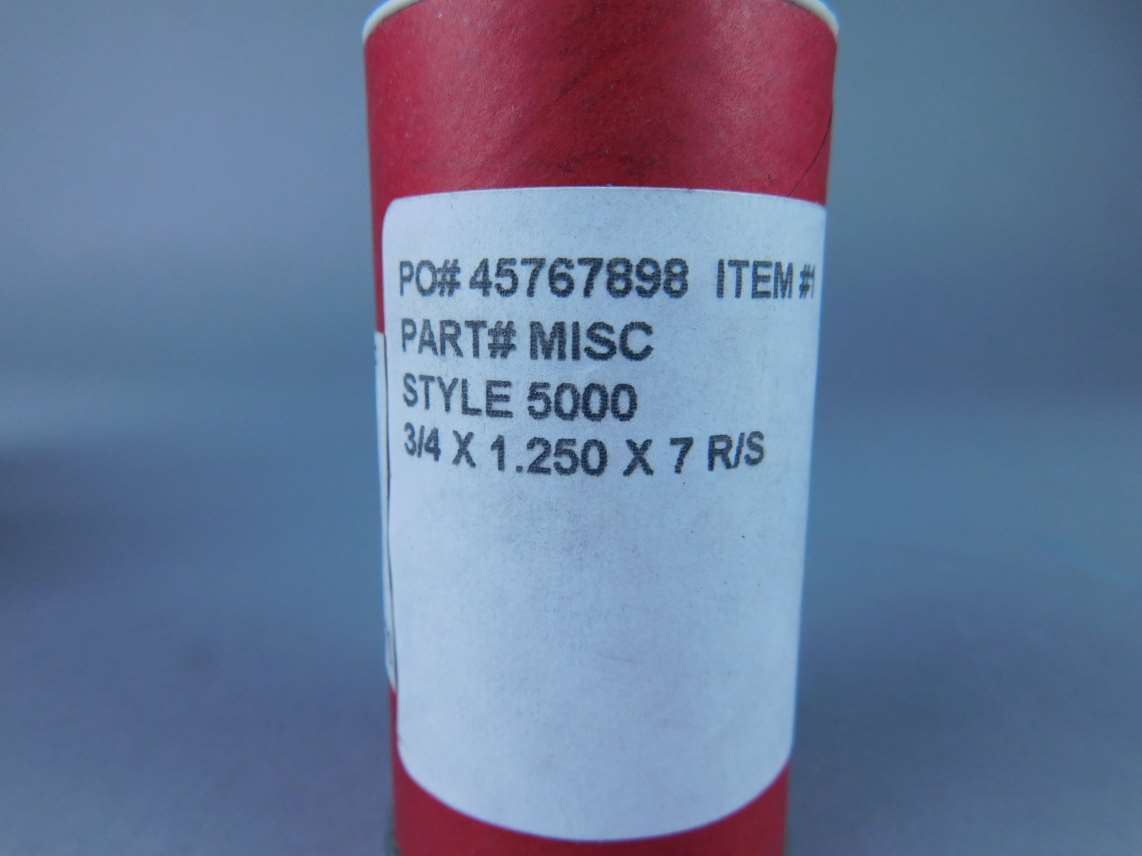 PO# 45767898 ITEM #1
PART# MISC
STYLE 5000
3/4 X 1.250 X 7 R/S